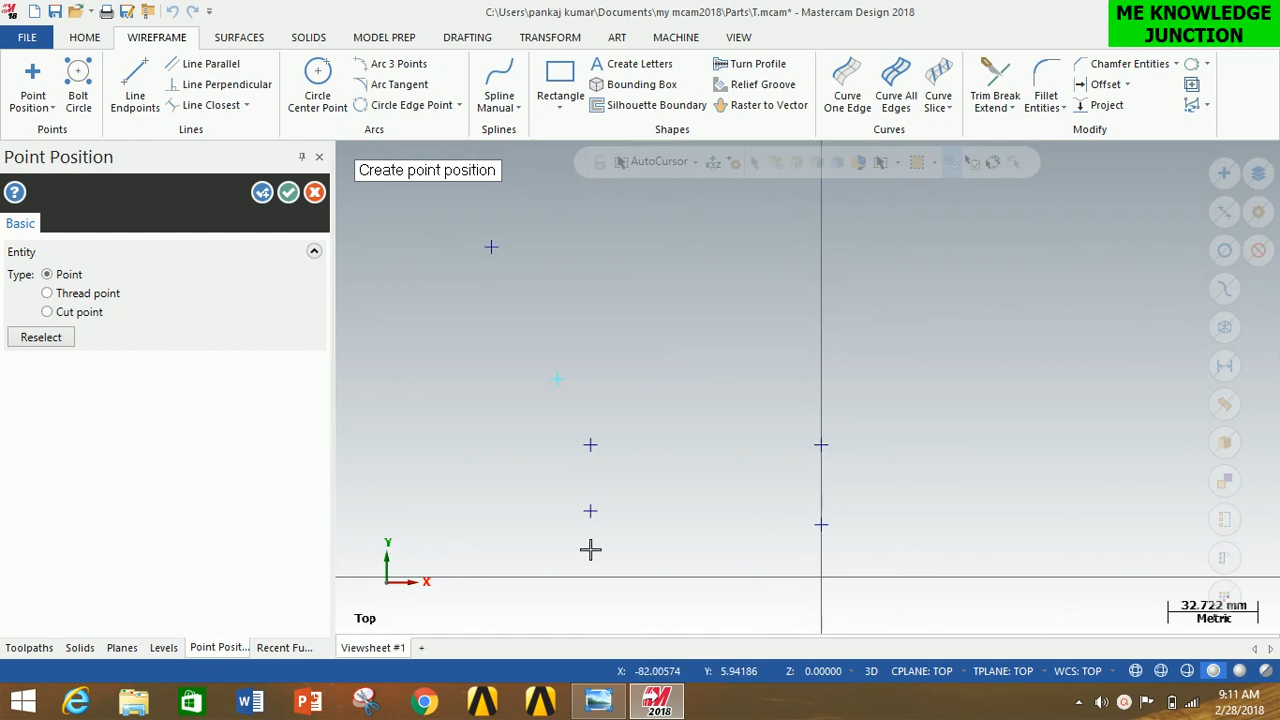 C:\Users\pankaj kumar\Documents\my mcam2018\Parts\T.mcam* - Mastercam Design 2018
ME KNOWLEDGE
JUNCTION
FILE HOME WIREFRAME SURFACES SOLIDS MODEL PREP DRAFTING TRANSFORM ART MACHINE VIEW
Point
Position
Bolt
Circle
Points
Line
Endpoints
Line Parallel
Line Perpendicular
Line Closest
Lines
Circle
Center Point
Arc 3 Points
Arc Tangent
Circle Edge Point
Arcs
Spline
Manual
Splines
Rectangle
Create Letters
Bounding Box
Silhouette Boundary
Turn Profile
Relief Groove
Raster to Vector
Shapes
Curve
One Edge
Curve All
Edges
Curve
Slice
Curves
Trim Break
Extend
Fillet
Entities
Chamfer Entities
Offset
Project
Modify
Point Position
Basic
Entity
Type: Point
Thread point
Cut point
Reselect
Create point position
AutoCursor
Y
X
Top
32.722 mm
Metric
Toolpaths Solids Planes Levels Point Posit... Recent Fu...
Viewsheet #1 +
X: -82.00574 Y: 5.94186 Z: 0.00000 3D CPLANE: TOP TPLANE: TOP WCS: TOP
2018
9:11 AM
2/28/2018